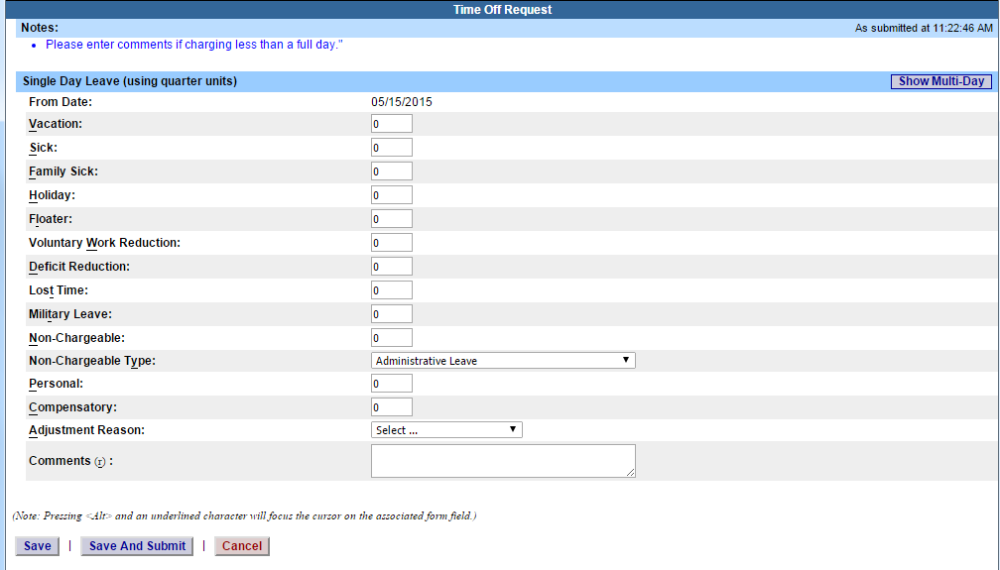 Time Off Request
Notes: As submitted at 11:22:46 AM
• Please enter comments if charging less than a full day."
Single Day Leave (using quarter units) Show Multi-Day
From Date: 05/15/2015
Vacation: 0
Sick: 0
Family Sick: 0
Holiday: 0
Floater: 0
Voluntary Work Reduction: 0
Deficit Reduction: 0
Lost Time: 0
Military Leave: 0
Non-Chargeable: 0
Non-Chargeable Type: Administrative Leave
Personal: 0
Compensatory: 0
Adjustment Reason: Select ...
Comments (r) :
(Note: Pressing <Alt> and an underlined character will focus the cursor on the associated form field.)
Save | Save And Submit | Cancel